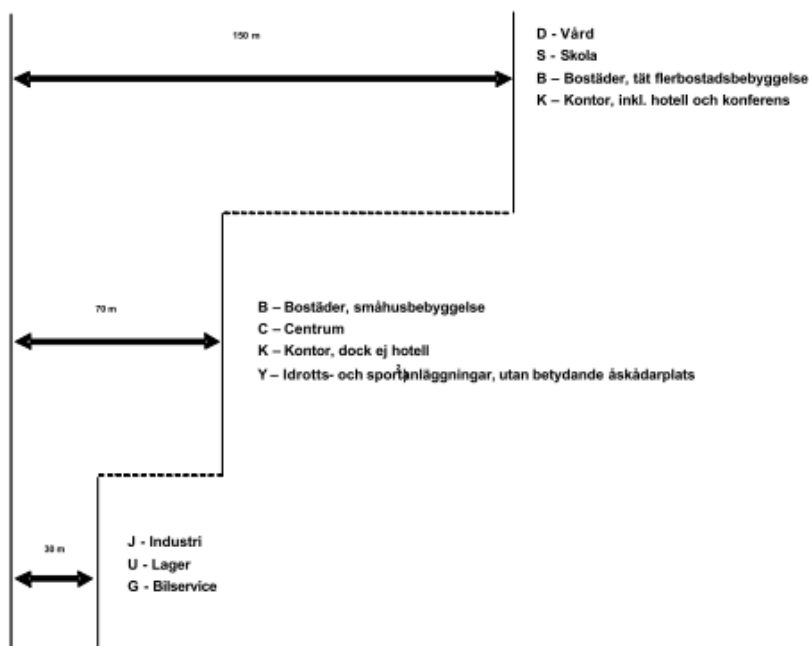 150 m
D - Vård
S - Skola
B – Bostäder, tät flerbostadsbebyggelse
K – Kontor, inkl. hotell och konferens
70 m
B – Bostäder, småhusbebyggelse
C – Centrum
K – Kontor, dock ej hotell
Y – Idrotts- och sportanläggningar, utan betydande åskådarplats
2)
30 m
J - Industri
U - Lager
G - Bilservice